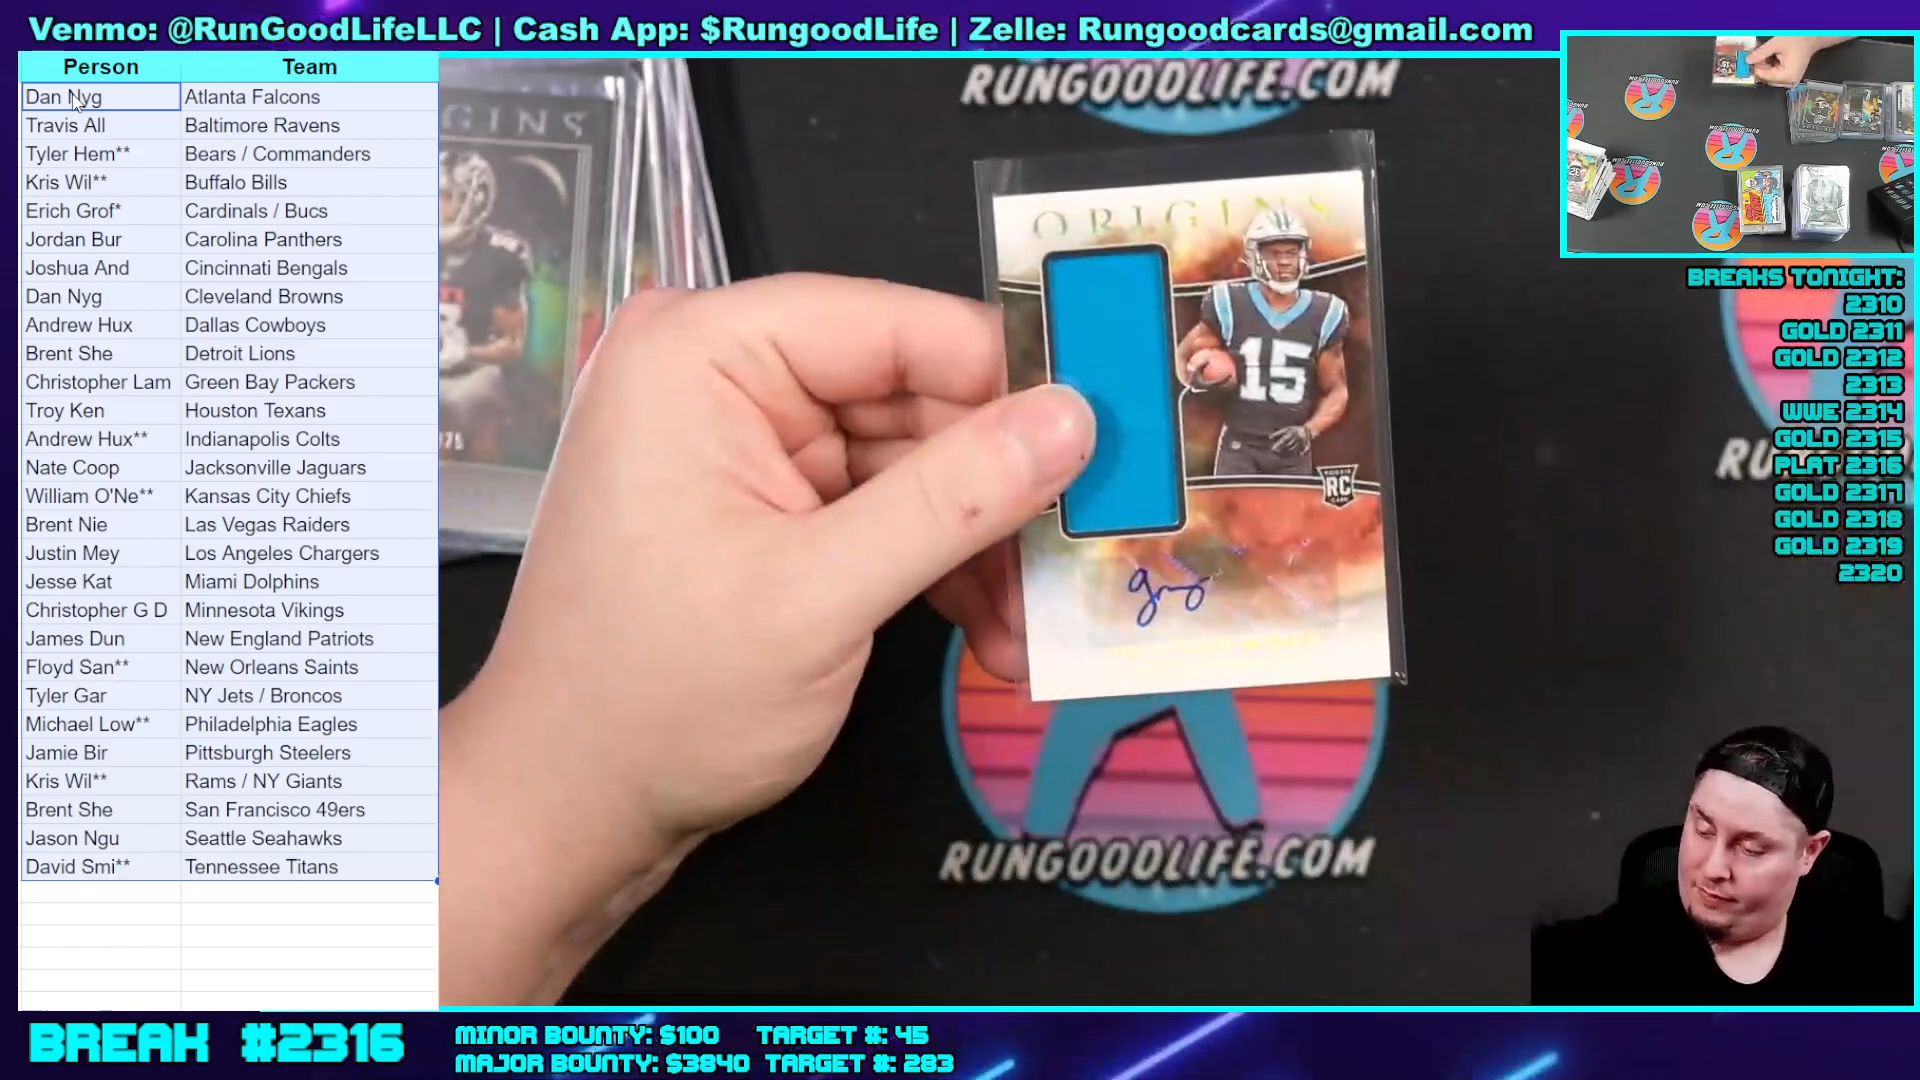 Venmo: @RunGoodLifeLLC | Cash App: $RungoodLife | Zelle: Rungoodcards@gmail.com
Person Team
Dan Nyg Atlanta Falcons
Travis All Baltimore Ravens
Tyler Hem** Bears / Commanders
Kris Wil** Buffalo Bills
Erich Grof* Cardinals / Bucs
Jordan Bur Carolina Panthers
Joshua And Cincinnati Bengals
Dan Nyg Cleveland Browns
Andrew Hux Dallas Cowboys
Brent She Detroit Lions
Christopher Lam Green Bay Packers
Troy Ken Houston Texans
Andrew Hux** Indianapolis Colts
Nate Coop Jacksonville Jaguars
William O'Ne** Kansas City Chiefs
Brent Nie Las Vegas Raiders
Justin Mey Los Angeles Chargers
Jesse Kat Miami Dolphins
Christopher G D Minnesota Vikings
James Dun New England Patriots
Floyd San** New Orleans Saints
Tyler Gar NY Jets / Broncos
Michael Low** Philadelphia Eagles
Jamie Bir Pittsburgh Steelers
Kris Wil** Rams / NY Giants
Brent She San Francisco 49ers
Jason Ngu Seattle Seahawks
David Smi** Tennessee Titans
RUNGOODLIFE.COM
ORIGINS
15
ROOKIE
RC
RUNGOODLIFE.COM
BREAKS TONIGHT:
2310
GOLD 2311
GOLD 2312
2313
WWE 2314
GOLD 2315
PLAT 2316
GOLD 2317
GOLD 2318
GOLD 2319
2320
BREAK #2316
MINOR BOUNTY: $100 TARGET #: 45
MAJOR BOUNTY: $3840 TARGET #: 283